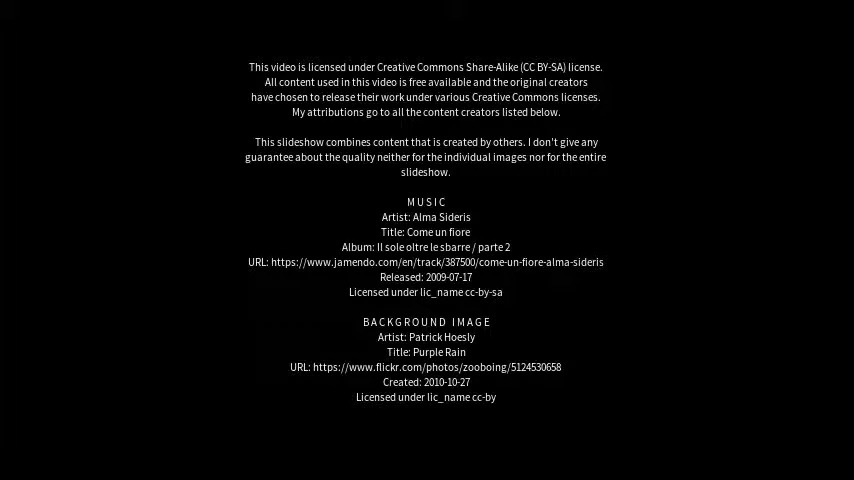 This video is licensed under Creative Commons Share-Alike (CC BY-SA) license.
All content used in this video is free available and the original creators
have chosen to release their work under various Creative Commons licenses.
My attributions go to all the content creators listed below.
This slideshow combines content that is created by others. I don't give any
guarantee about the quality neither for the individual images nor for the entire
slideshow.
MUSIC
Artist: Alma Sideris
Title: Come un fiore
Album: Il sole oltre le sbarre / parte 2
URL: https://www.jamendo.com/en/track/387500/come-un-fiore-alma-sideris
Released: 2009-07-17
Licensed under lic_name cc-by-sa
BACKGROUND IMAGE
Artist: Patrick Hoesly
Title: Purple Rain
URL: https://www.flickr.com/photos/zooboing/5124530658
Created: 2010-10-27
Licensed under lic_name cc-by